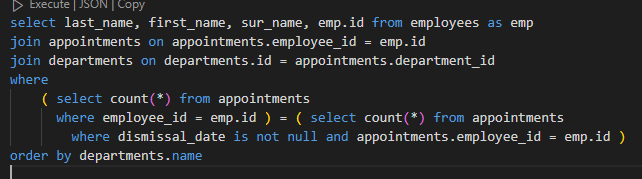 Execute | JSON | Copy
select last_name, first_name, sur_name, emp.id from employees as emp
join appointments on appointments.employee_id = emp.id
join departments on departments.id = appointments.department_id
where
    ( select count(*) from appointments
      where employee_id = emp.id ) = ( select count(*) from appointments
        where dismissal_date is not null and appointments.employee_id = emp.id )
order by departments.name